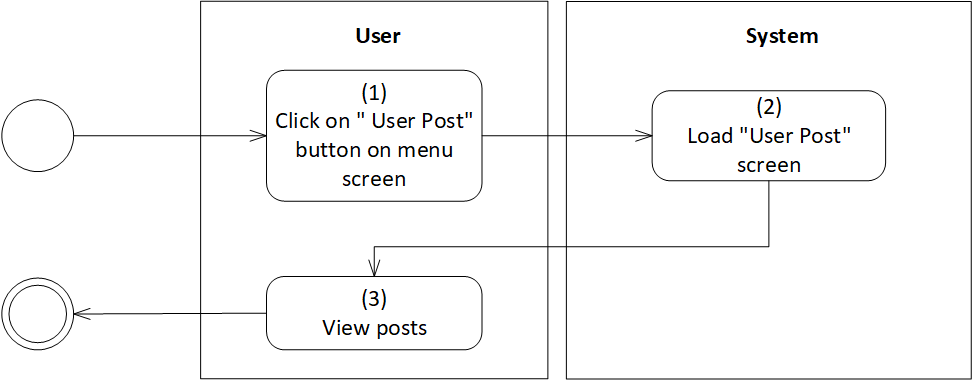 User
System
(1)
Click on " User Post"
button on menu
screen
(2)
Load "User Post"
screen
(3)
View posts